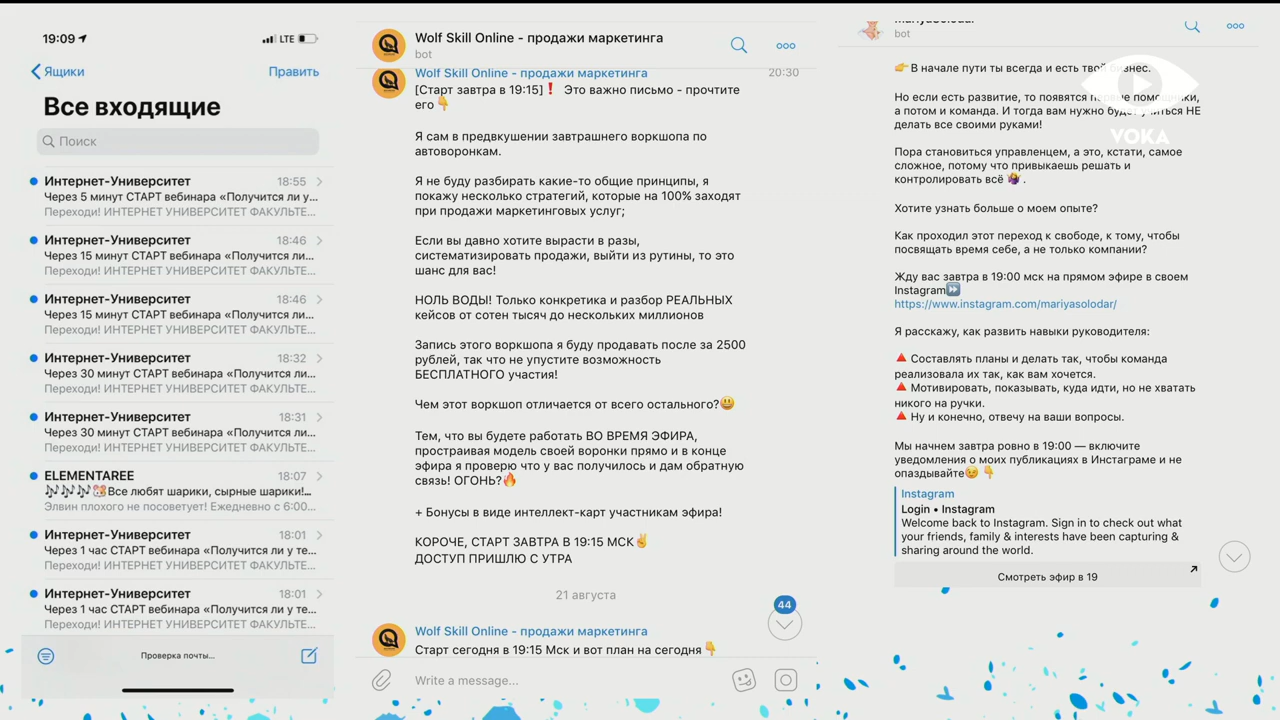 19:09
LTE
Ящики
Править
Все входящие
Поиск
Интернет-Университет 18:55
Через 5 минут СТАРТ вебинара «Получится ли у...
Переходи! ИНТЕРНЕТ УНИВЕРСИТЕТ ФАКУЛЬТЕ...
Интернет-Университет 18:46
Через 15 минут СТАРТ вебинара «Получится ли...
Переходи! ИНТЕРНЕТ УНИВЕРСИТЕТ ФАКУЛЬТЕ...
Интернет-Университет 18:46
Через 15 минут СТАРТ вебинара «Получится ли...
Переходи! ИНТЕРНЕТ УНИВЕРСИТЕТ ФАКУЛЬТЕ...
Интернет-Университет 18:32
Через 30 минут СТАРТ вебинара «Получится ли...
Переходи! ИНТЕРНЕТ УНИВЕРСИТЕТ ФАКУЛЬТЕ...
Интернет-Университет 18:31
Через 30 минут СТАРТ вебинара «Получится ли...
Переходи! ИНТЕРНЕТ УНИВЕРСИТЕТ ФАКУЛЬТЕ...
ELEMENTAREE 18:07
🎶🎶🎶🐹Все любят шарики, сырные шарики!...
Элвин плохого не посоветует! Ежедневно с 6:00...
Интернет-Университет 18:01
Через 1 час СТАРТ вебинара «Получится ли у те...
Переходи! ИНТЕРНЕТ УНИВЕРСИТЕТ ФАКУЛЬТЕ...
Интернет-Университет 18:01
Через 1 час СТАРТ вебинара «Получится ли у те...
Переходи! ИНТЕРНЕТ УНИВЕРСИТЕТ ФАКУЛЬТЕ...
Проверка почты...
Wolf Skill Online - продажи маркетинга
bot
Wolf Skill Online - продажи маркетинга 20:30
[Старт завтра в 19:15]❗ Это важно письмо - прочтите
его👇
Я сам в предвкушении завтрашнего воркшопа по
автоворонкам.
Я не буду разбирать какие-то общие принципы, я
покажу несколько стратегий, которые на 100% заходят
при продажи маркетинговых услуг;
Если вы давно хотите вырасти в разы,
систематизировать продажи, выйти из рутины, то это
шанс для вас!
НОЛЬ ВОДЫ! Только конкретика и разбор РЕАЛЬНЫХ
кейсов от сотен тысяч до нескольких миллионов
Запись этого воркшопа я буду продавать после за 2500
рублей, так что не упустите возможность
БЕСПЛАТНОГО участия!
Чем этот воркшоп отличается от всего остального?😃
Тем, что вы будете работать ВО ВРЕМЯ ЭФИРА,
простраивая модель своей воронки прямо и в конце
эфира я проверю что у вас получилось и дам обратную
связь! ОГОНЬ?🔥
+ Бонусы в виде интеллект-карт участникам эфира!
КОРОЧЕ, СТАРТ ЗАВТРА В 19:15 МСК✌
ДОСТУП ПРИШЛЮ С УТРА
21 августа
44
Wolf Skill Online - продажи маркетинга
Старт сегодня в 19:15 Мск и вот план на сегодня👇
Write a message...
mariyasolodar
bot
👉В начале пути ты всегда и есть твой бизнес.
Но если есть развитие, то появятся первые помощники,
а потом и команда. И тогда вам нужно будет учиться НЕ
делать все своими руками!
Пора становиться управленцем, а это, кстати, самое
сложное, потому что привыкаешь решать и
контролировать всё 🤷‍♀️ .
Хотите узнать больше о моем опыте?
Как проходил этот переход к свободе, к тому, чтобы
посвящать время себе, а не только компании?
Жду вас завтра в 19:00 мск на прямом эфире в своем
Instagram⏩
https://www.instagram.com/mariyasolodar/
Я расскажу, как развить навыки руководителя:
🔺Составлять планы и делать так, чтобы команда
реализовала их так, как вам хочется.
🔺Мотивировать, показывать, куда идти, но не хватать
никого на ручки.
🔺Ну и конечно, отвечу на ваши вопросы.
Мы начнем завтра ровно в 19:00 — включите
уведомления о моих публикациях в Инстаграме и не
опаздывайте😉👇
Instagram
Login • Instagram
Welcome back to Instagram. Sign in to check out what
your friends, family & interests have been capturing &
sharing around the world.
Смотреть эфир в 19
VOKA